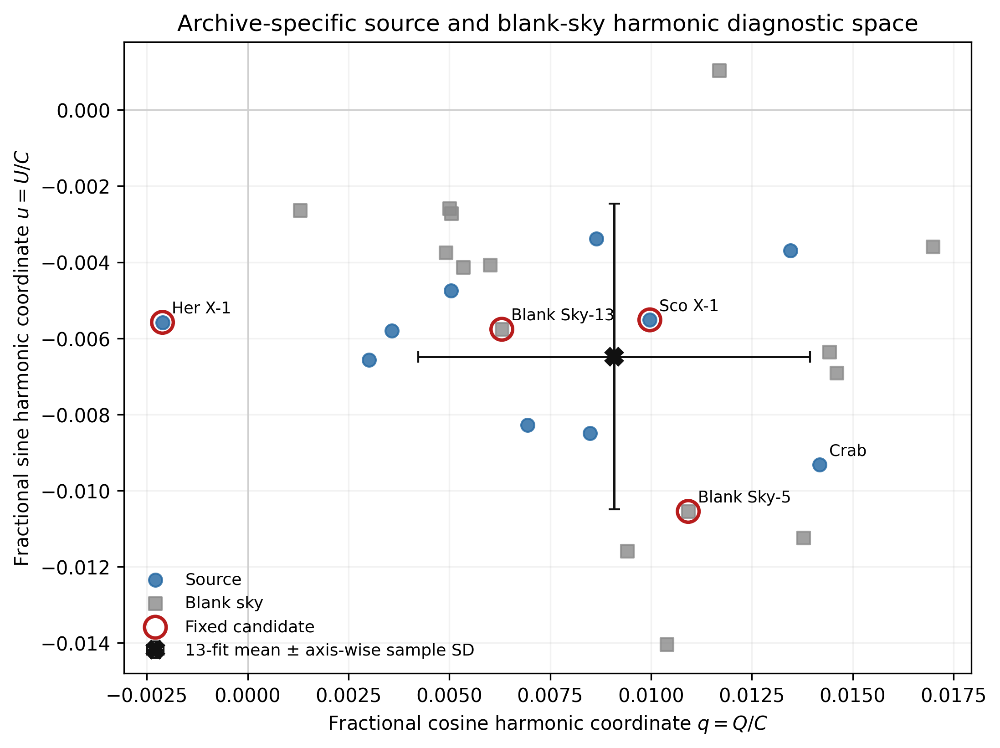 Archive-specific source and blank-sky harmonic diagnostic space
Fractional sine harmonic coordinate u = U/C
0.000
−0.002
−0.004
−0.006
−0.008
−0.010
−0.012
−0.014
Her X-1
Blank Sky-13
Sco X-1
Crab
Blank Sky-5
Source
Blank sky
Fixed candidate
13-fit mean ± axis-wise sample SD
−0.0025 0.0000 0.0025 0.0050 0.0075 0.0100 0.0125 0.0150 0.0175
Fractional cosine harmonic coordinate q = Q/C